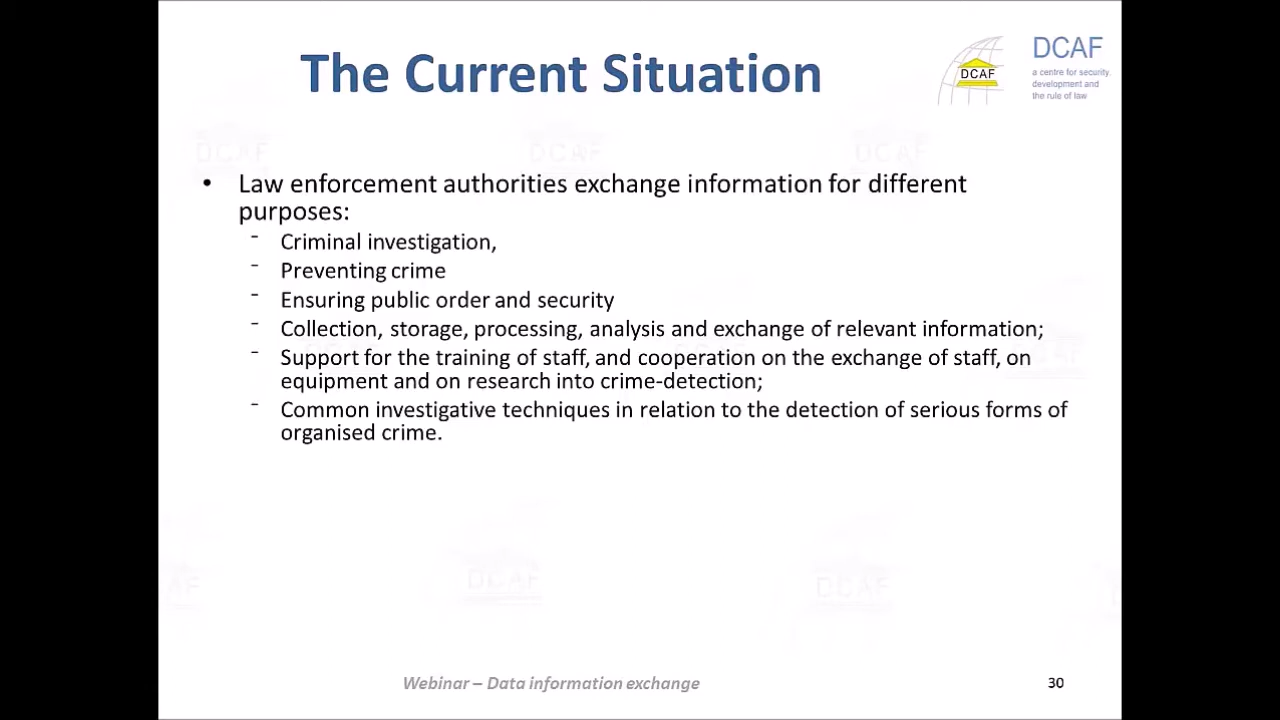 The Current Situation
DCAF
DCAF
a centre for security,
development and
the rule of law
• Law enforcement authorities exchange information for different
purposes:
- Criminal investigation,
- Preventing crime
- Ensuring public order and security
- Collection, storage, processing, analysis and exchange of relevant information;
- Support for the training of staff, and cooperation on the exchange of staff, on
equipment and on research into crime-detection;
- Common investigative techniques in relation to the detection of serious forms of
organised crime.
Webinar – Data information exchange
30